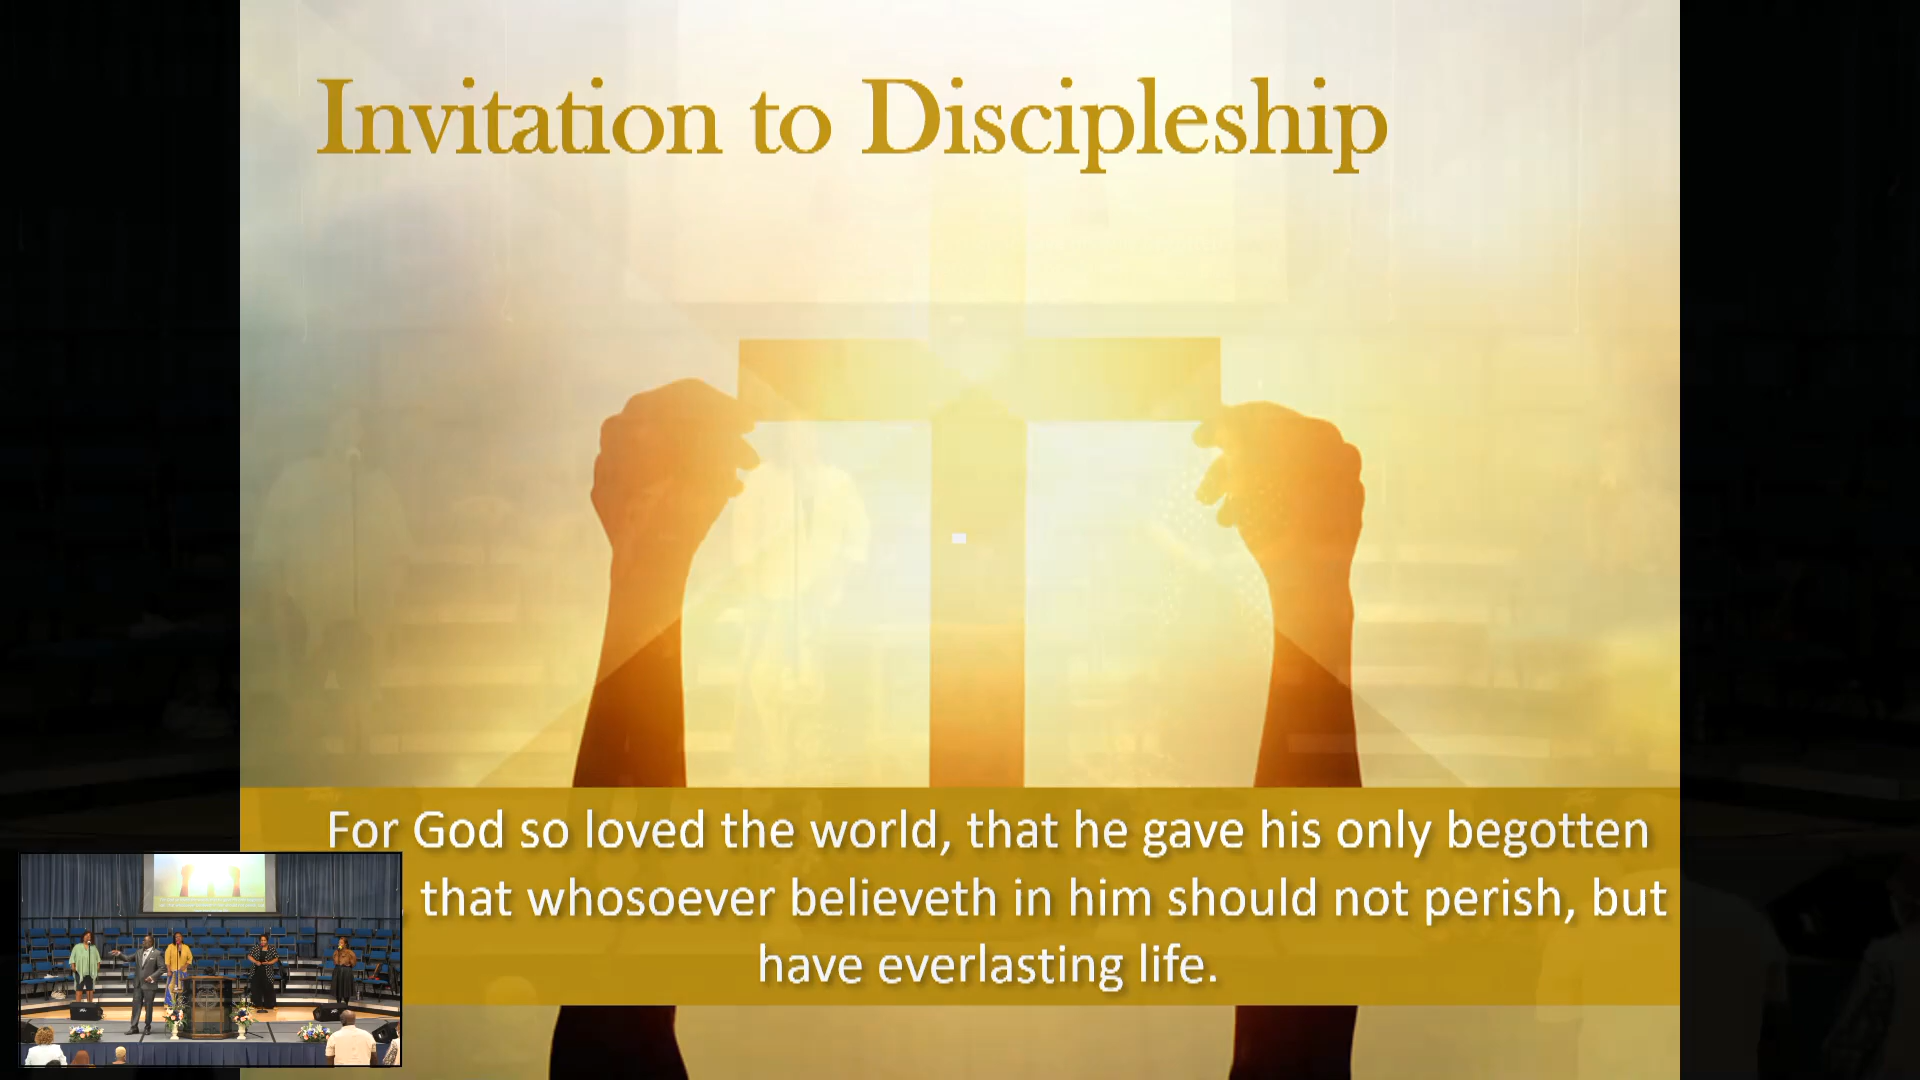 Invitation to Discipleship
For God so loved the world, that he gave his only begotten
that whosoever believeth in him should not perish, but
have everlasting life.